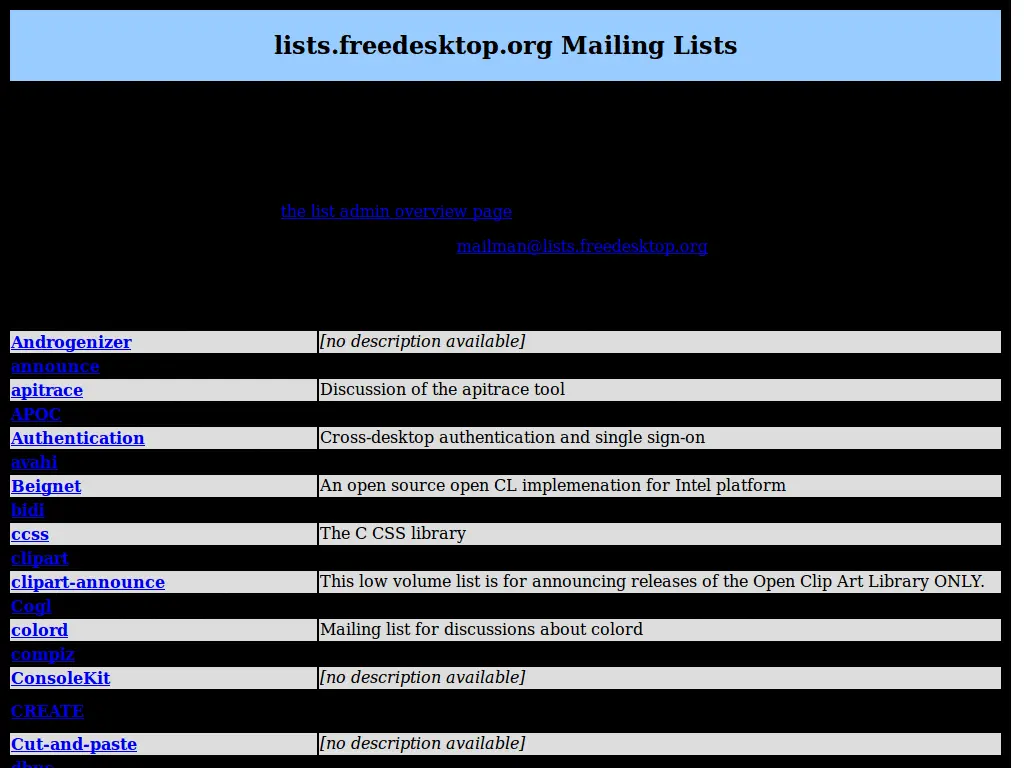 lists.freedesktop.org Mailing Lists
the list admin overview page
mailman@lists.freedesktop.org
Androgenizer [no description available]
announce
apitrace Discussion of the apitrace tool
APOC
Authentication Cross-desktop authentication and single sign-on
avahi
Beignet An open source open CL implemenation for Intel platform
bidi
ccss The C CSS library
clipart
clipart-announce This low volume list is for announcing releases of the Open Clip Art Library ONLY.
Cogl
colord Mailing list for discussions about colord
compiz
ConsoleKit [no description available]
CREATE
Cut-and-paste [no description available]
dbus